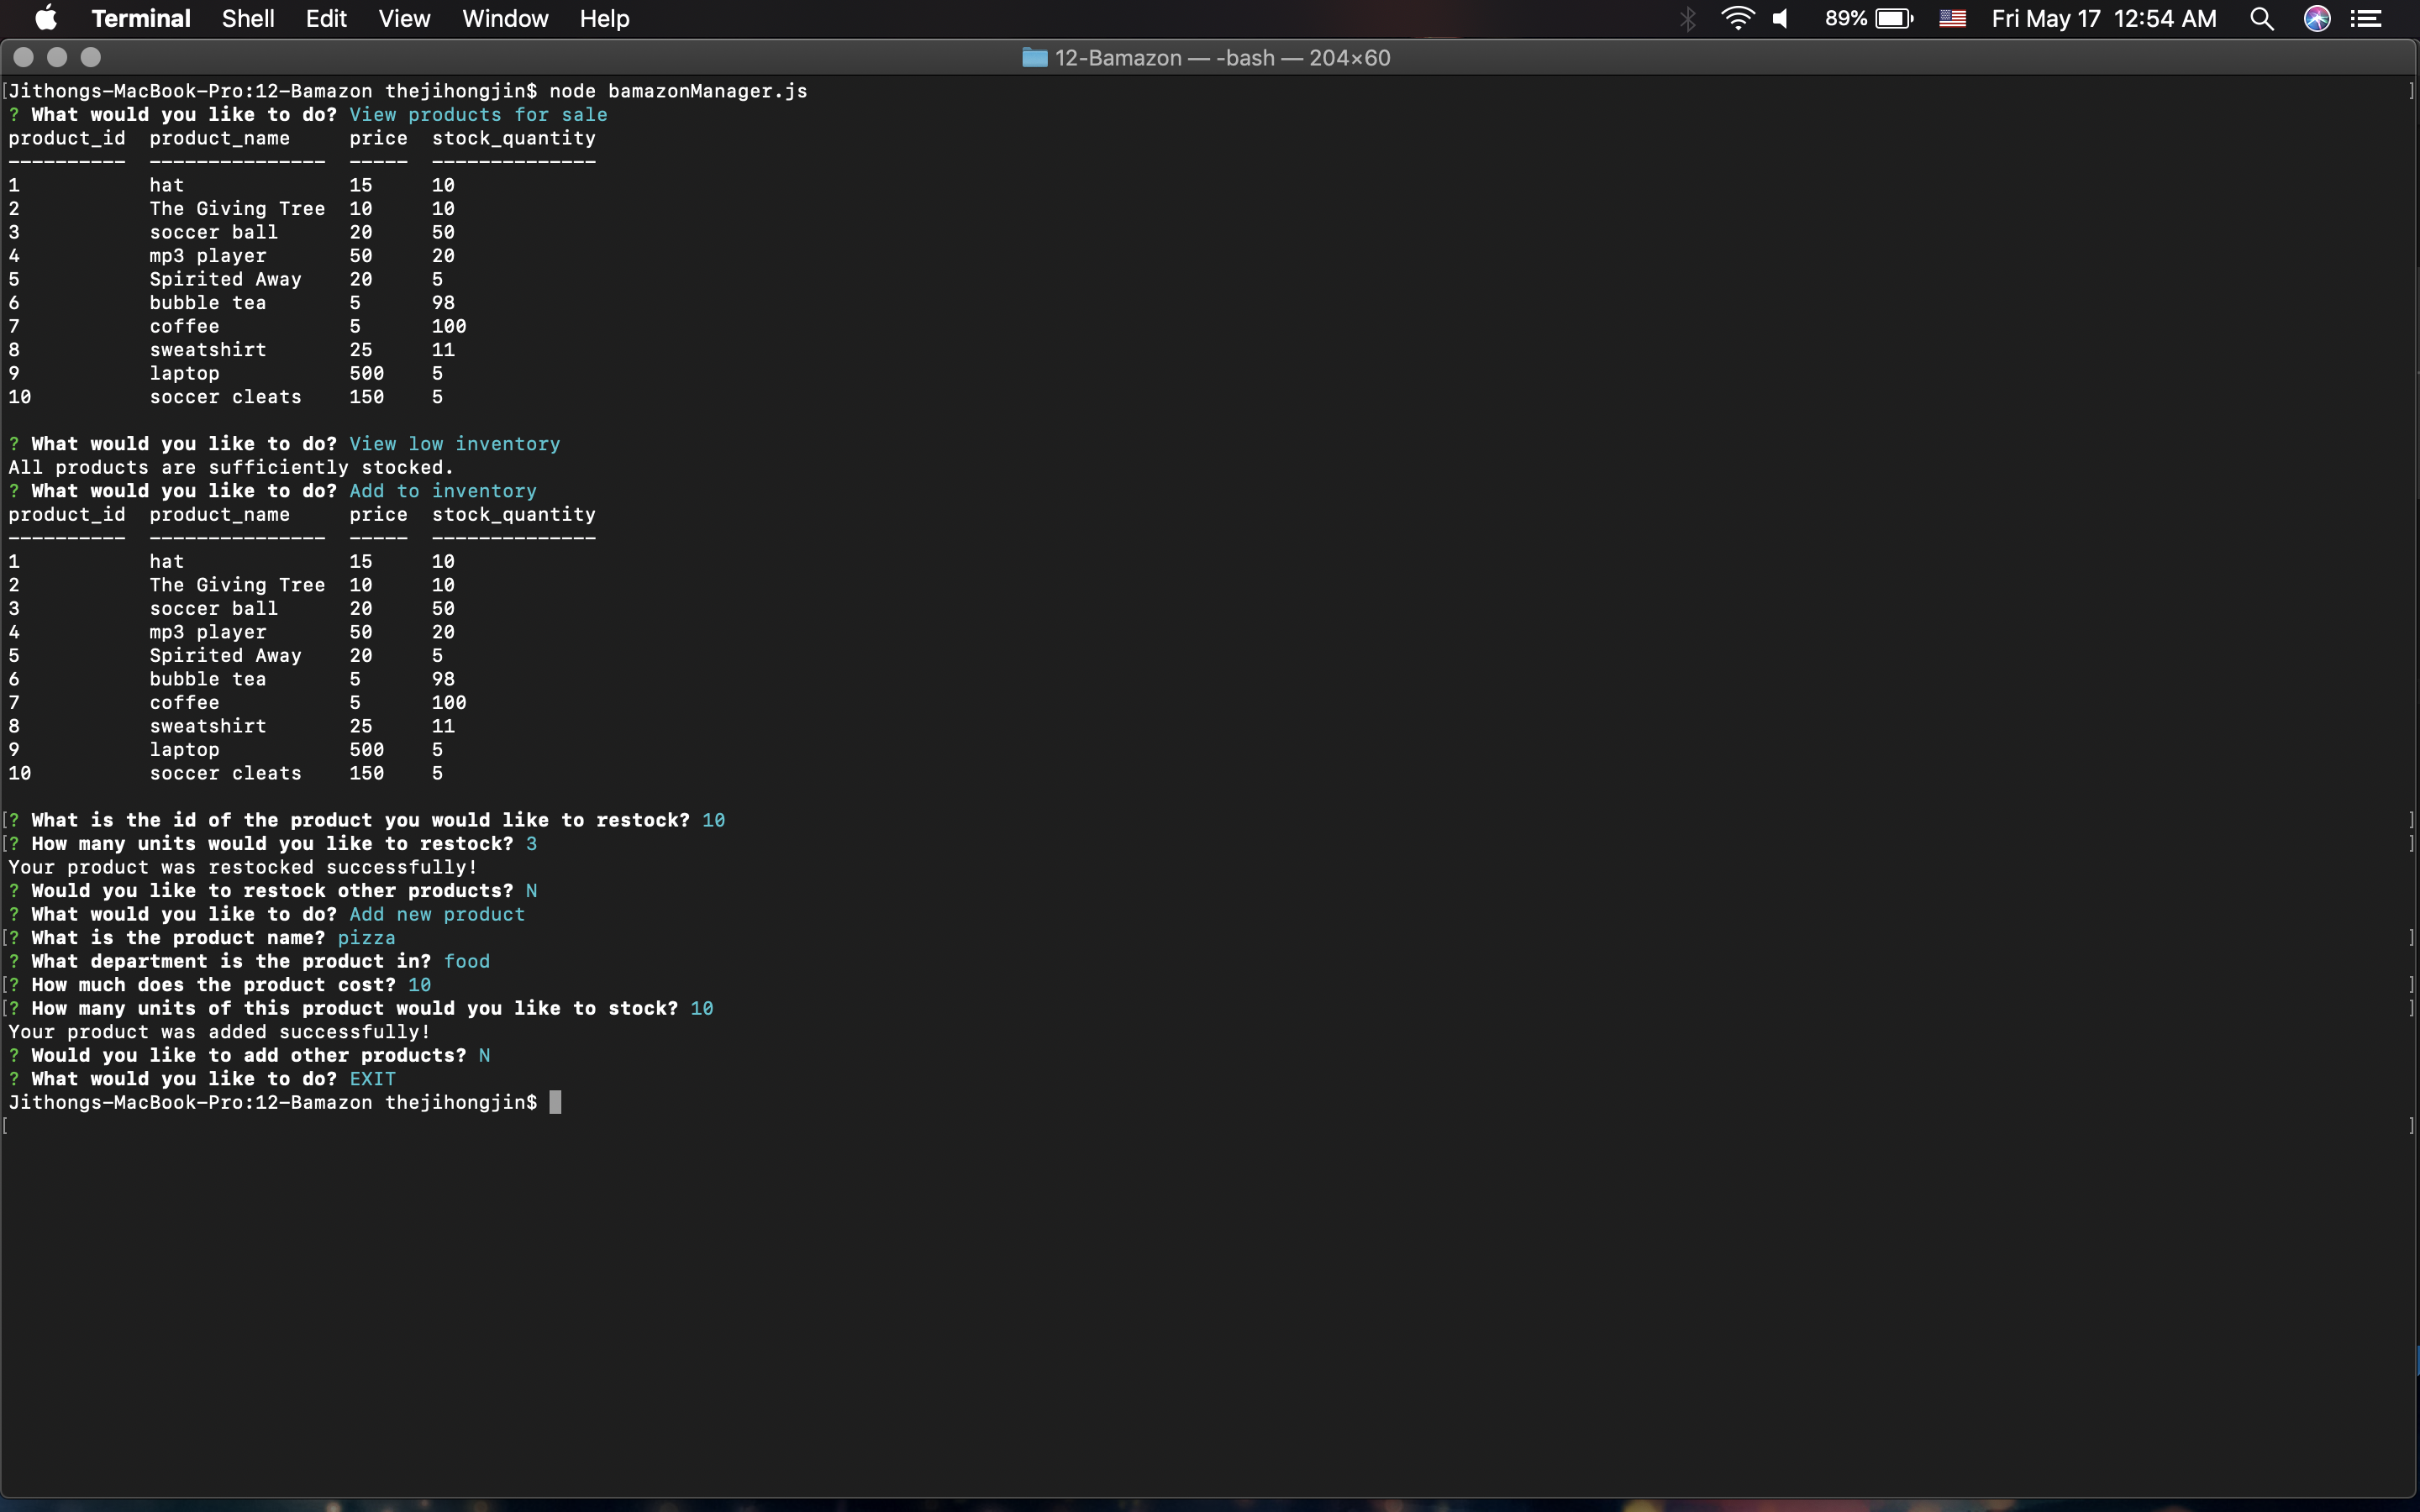 Terminal Shell Edit View Window Help 89% Fri May 17 12:54 AM
12-Bamazon — -bash — 204×60
[Jithongs-MacBook-Pro:12-Bamazon thejihongjin$ node bamazonManager.js ]
? What would you like to do? View products for sale
product_id product_name price stock_quantity
---------- --------------- ----- --------------
1 hat 15 10
2 The Giving Tree 10 10
3 soccer ball 20 50
4 mp3 player 50 20
5 Spirited Away 20 5
6 bubble tea 5 98
7 coffee 5 100
8 sweatshirt 25 11
9 laptop 500 5
10 soccer cleats 150 5
? What would you like to do? View low inventory
All products are sufficiently stocked.
? What would you like to do? Add to inventory
product_id product_name price stock_quantity
---------- --------------- ----- --------------
1 hat 15 10
2 The Giving Tree 10 10
3 soccer ball 20 50
4 mp3 player 50 20
5 Spirited Away 20 5
6 bubble tea 5 98
7 coffee 5 100
8 sweatshirt 25 11
9 laptop 500 5
10 soccer cleats 150 5
[? What is the id of the product you would like to restock? 10 ]
[? How many units would you like to restock? 3 ]
Your product was restocked successfully!
? Would you like to restock other products? N
? What would you like to do? Add new product
[? What is the product name? pizza ]
? What department is the product in? food
[? How much does the product cost? 10 ]
[? How many units of this product would you like to stock? 10 ]
Your product was added successfully!
? Would you like to add other products? N
? What would you like to do? EXIT
Jithongs-MacBook-Pro:12-Bamazon thejihongjin$
[ ]